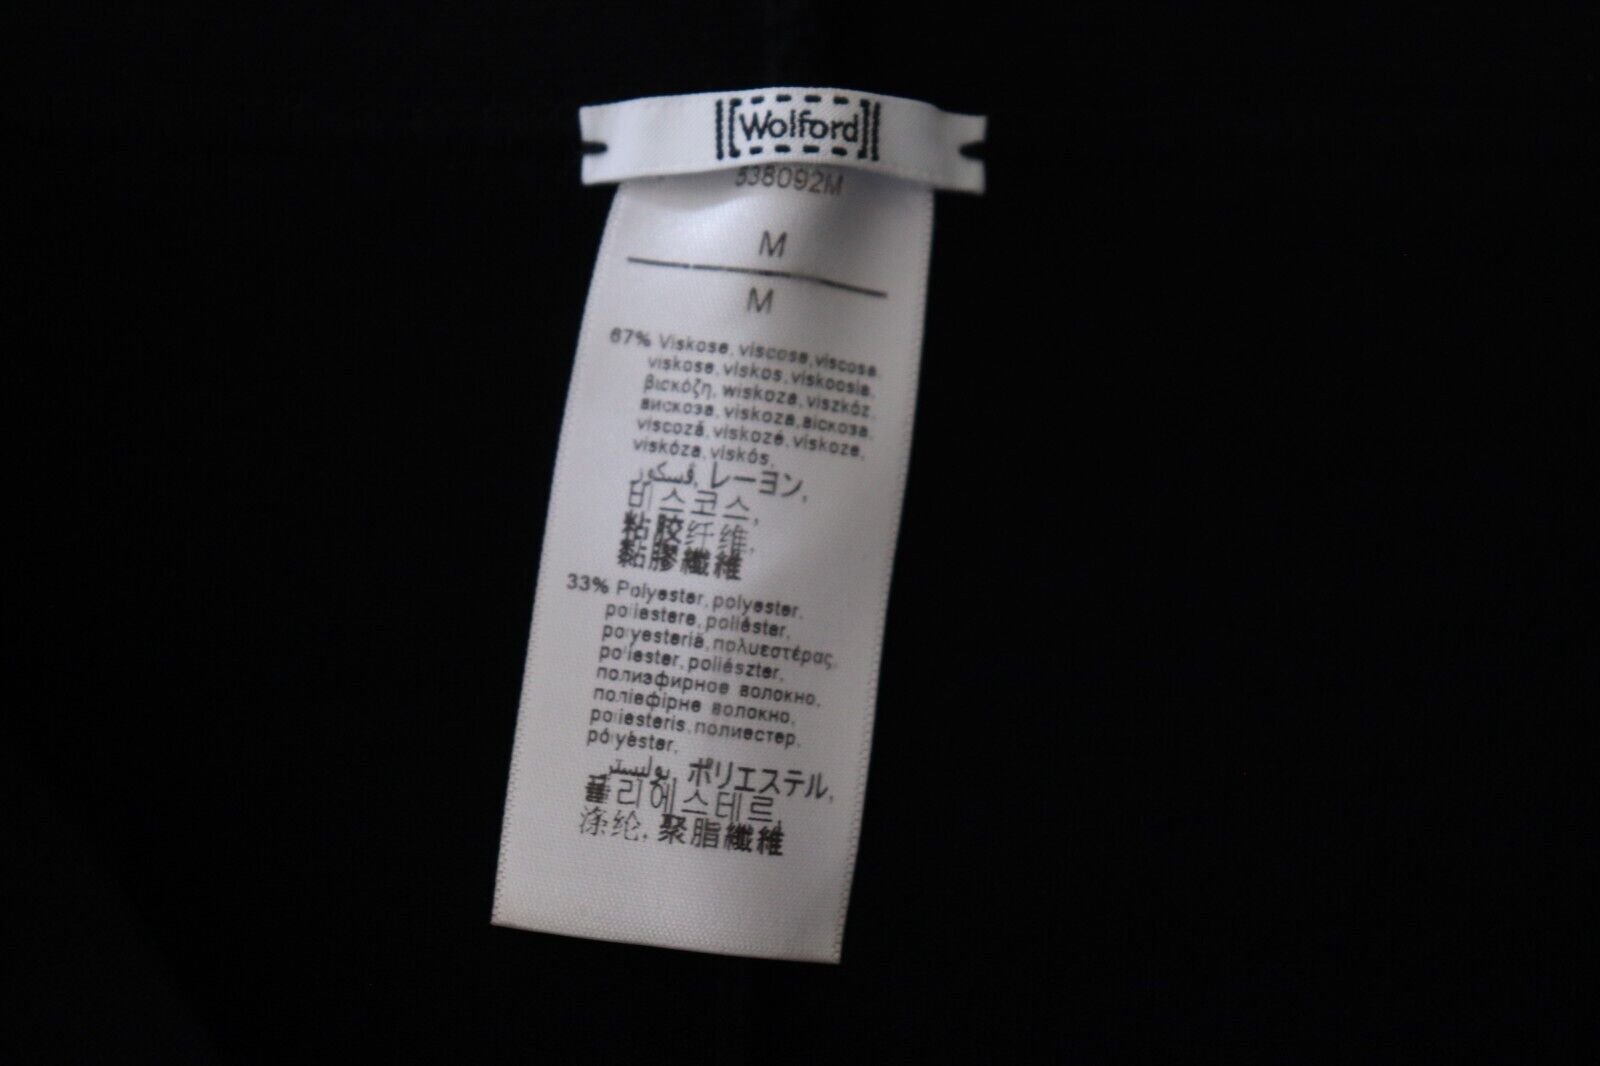 Wolford
538092M
M
M
67% Viskose, viscose, viscosa
viskose, viskos, viskoosia,
βισκόζη, wiskoza, viszkóz,
вискоза, viskoza, віскоза,
viscoză, viskozė, viskoze,
viskóza, viskós,
فسكوز, レーヨン,
비스코스,
粘胶纤维,
黏膠纖維
33% Polyester, polyester,
poliestere, poliéster,
polyesteriä, πολυεστέρας,
poliester, poliészter,
полиэфирное волокно,
поліефірне волокно,
poliesteris, полиестер,
pólýester,
بوليستر, ポリエステル,
폴리에스테르,
涤纶, 聚脂纖維